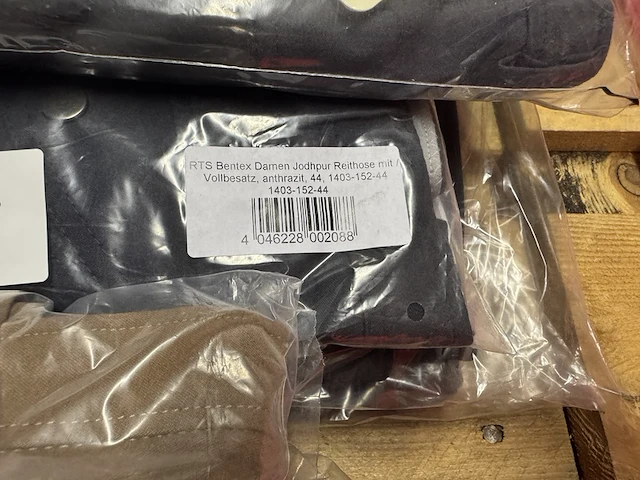 RTS Bentex Damen Jodhpur Reithose mit /
Vollbesatz, anthrazit, 44, 1403-152-44
1403-152-44
4 046228 002088